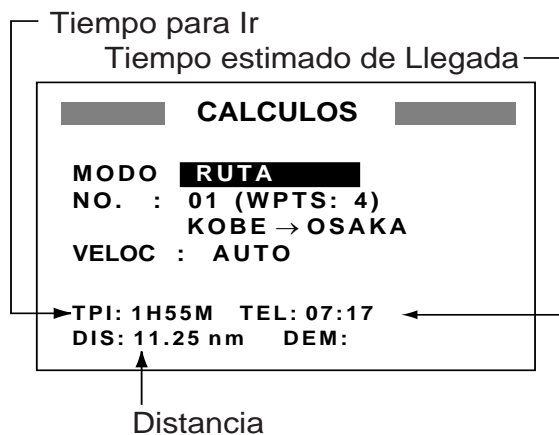 Tiempo para Ir
Tiempo estimado de Llegada
CALCULOS
MODO RUTA
NO. : 01 (WPTS: 4)
KOBE → OSAKA
VELOC : AUTO
TPI: 1H55M TEL: 07:17
DIS: 11.25 nm DEM:
Distancia